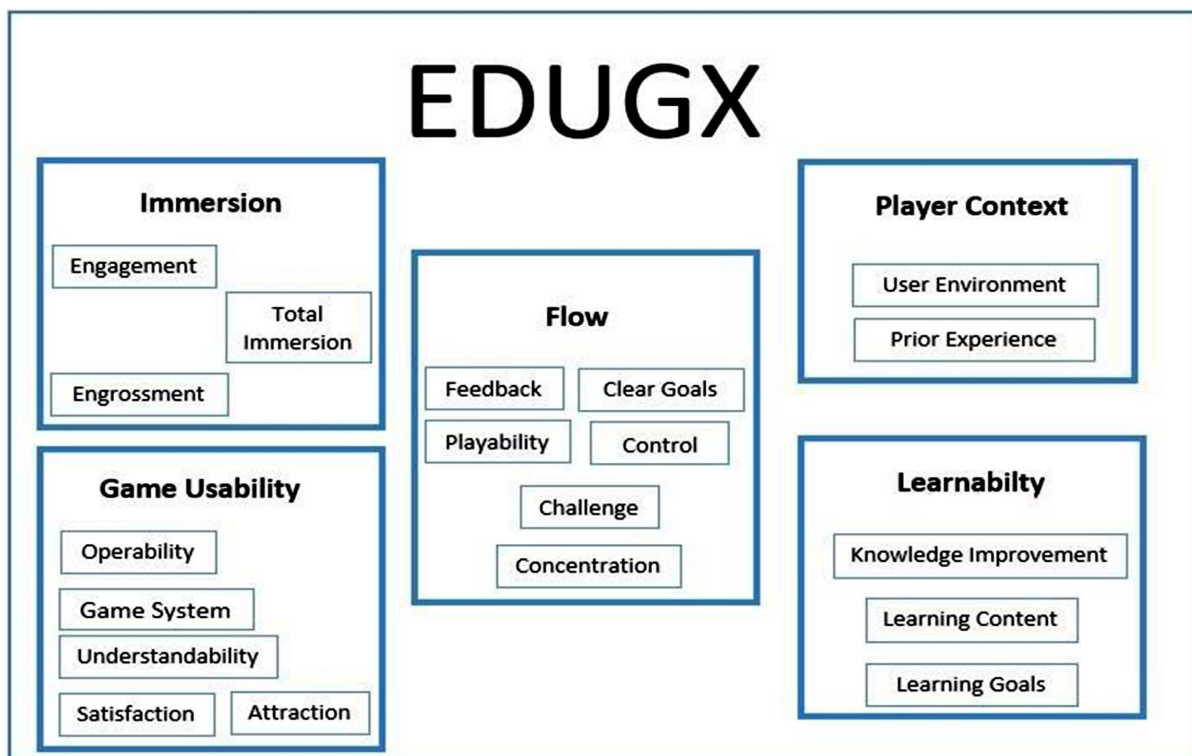 EDUGX
Immersion
Engagement
Total
Immersion
Engrossment
Game Usability
Operability
Game System
Understandability
Satisfaction
Attraction
Flow
Feedback
Clear Goals
Playability
Control
Challenge
Concentration
Player Context
User Environment
Prior Experience
Learnabilty
Knowledge Improvement
Learning Content
Learning Goals